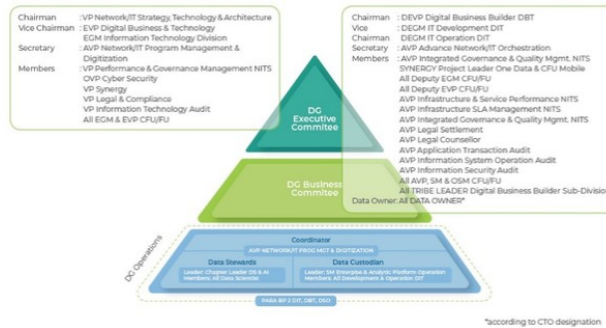 Chairman : VP Network/IT Strategy, Technology & Architecture
Vice Chairman : EVP Digital Business & Technology
EGM Information Technology Division
Secretary : AVP Network/IT Program Management &
Digitization
Members : VP Performance & Governance Management NITS
OVP Cyber Security
VP Synergy
VP Legal & Compliance
VP Information Technology Audit
All EGM & EVP CFU/FU
Chairman : DEVP Digital Business Builder DBT
Vice : DEGM IT Development DIT
Chairman DEGM IT Operation DIT
Secretary : AVP Advance Network/IT Orchestration
Members : AVP Integrated Governance & Quality Mgmt. NITS
SYNERGY Project Leader One Data & CFU Mobile
All Deputy EGM CFU/FU
All Deputy EVP CFU/FU
AVP Infrastructure & Service Performance NITS
AVP Infrastructure SLA Management NITS
AVP Integrated Governance & Quality Mgmt. NITS
AVP Legal Settlement
AVP Legal Counsellor
AVP Application Transaction Audit
AVP Information System Operation Audit
AVP Information Security Audit
All AVP, SM & OSM CFU/FU
All TRIBE LEADER Digital Business Builder Sub-Divisio
Data Owner: All DATA OWNER*
DG
Executive
Commitee
DG Business
Commitee
DG Operations
Coordinator
AVP NETWORK/IT PROG MGT & DIGITIZATION
Data Stewards
Leader: Chapter Leader DS & AI
Members: All Data Scientist
Data Custodian
Leader: SM Enterprise & Analytic Platform Operation
Members: All Development & Operation DIT
PARA BP 2 DIT, DBT, DSO
*according to CTO designation